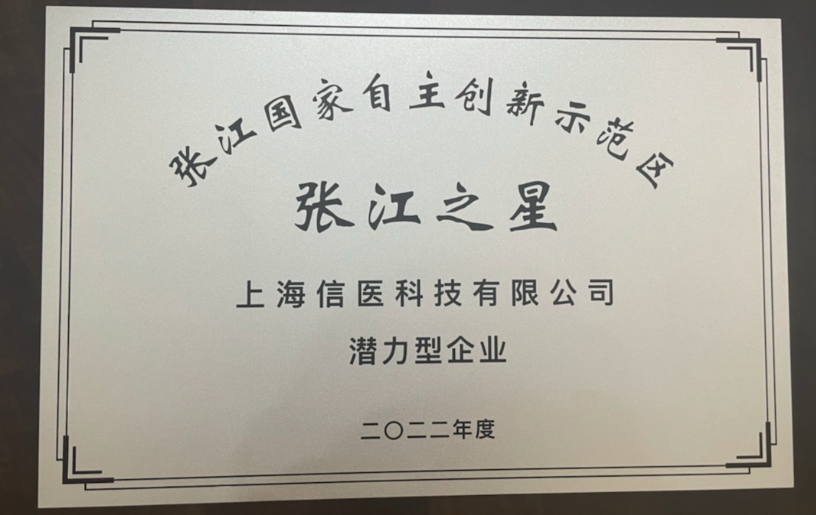 张江国家自主创新示范区
张江之星
上海信医科技有限公司
潜力型企业
二〇二二年度